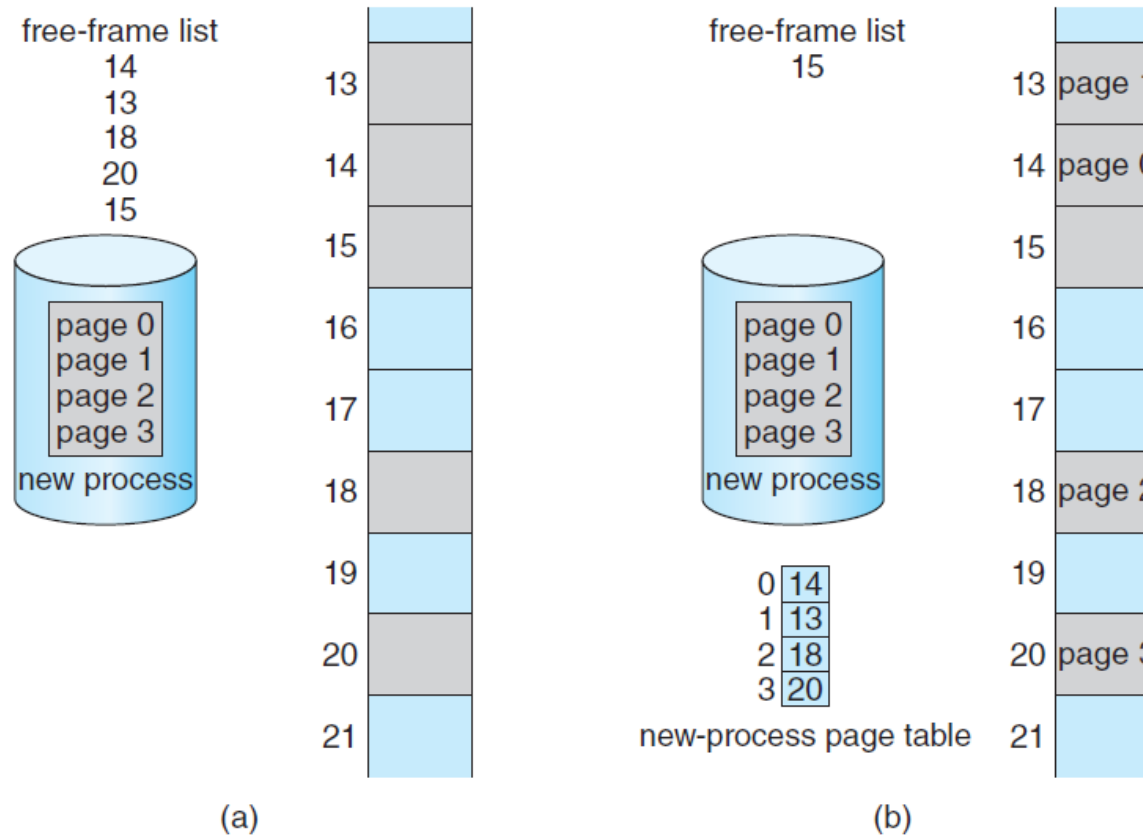 free-frame list
14
13
18
20
15
page 0
page 1
page 2
page 3
new process
13
14
15
16
17
18
19
20
21
(a)
free-frame list
15
page 0
page 1
page 2
page 3
new process
0 14
1 13
2 18
3 20
new-process page table
13 page
14 page
15
16
17
18 page
19
20 page
21
(b)